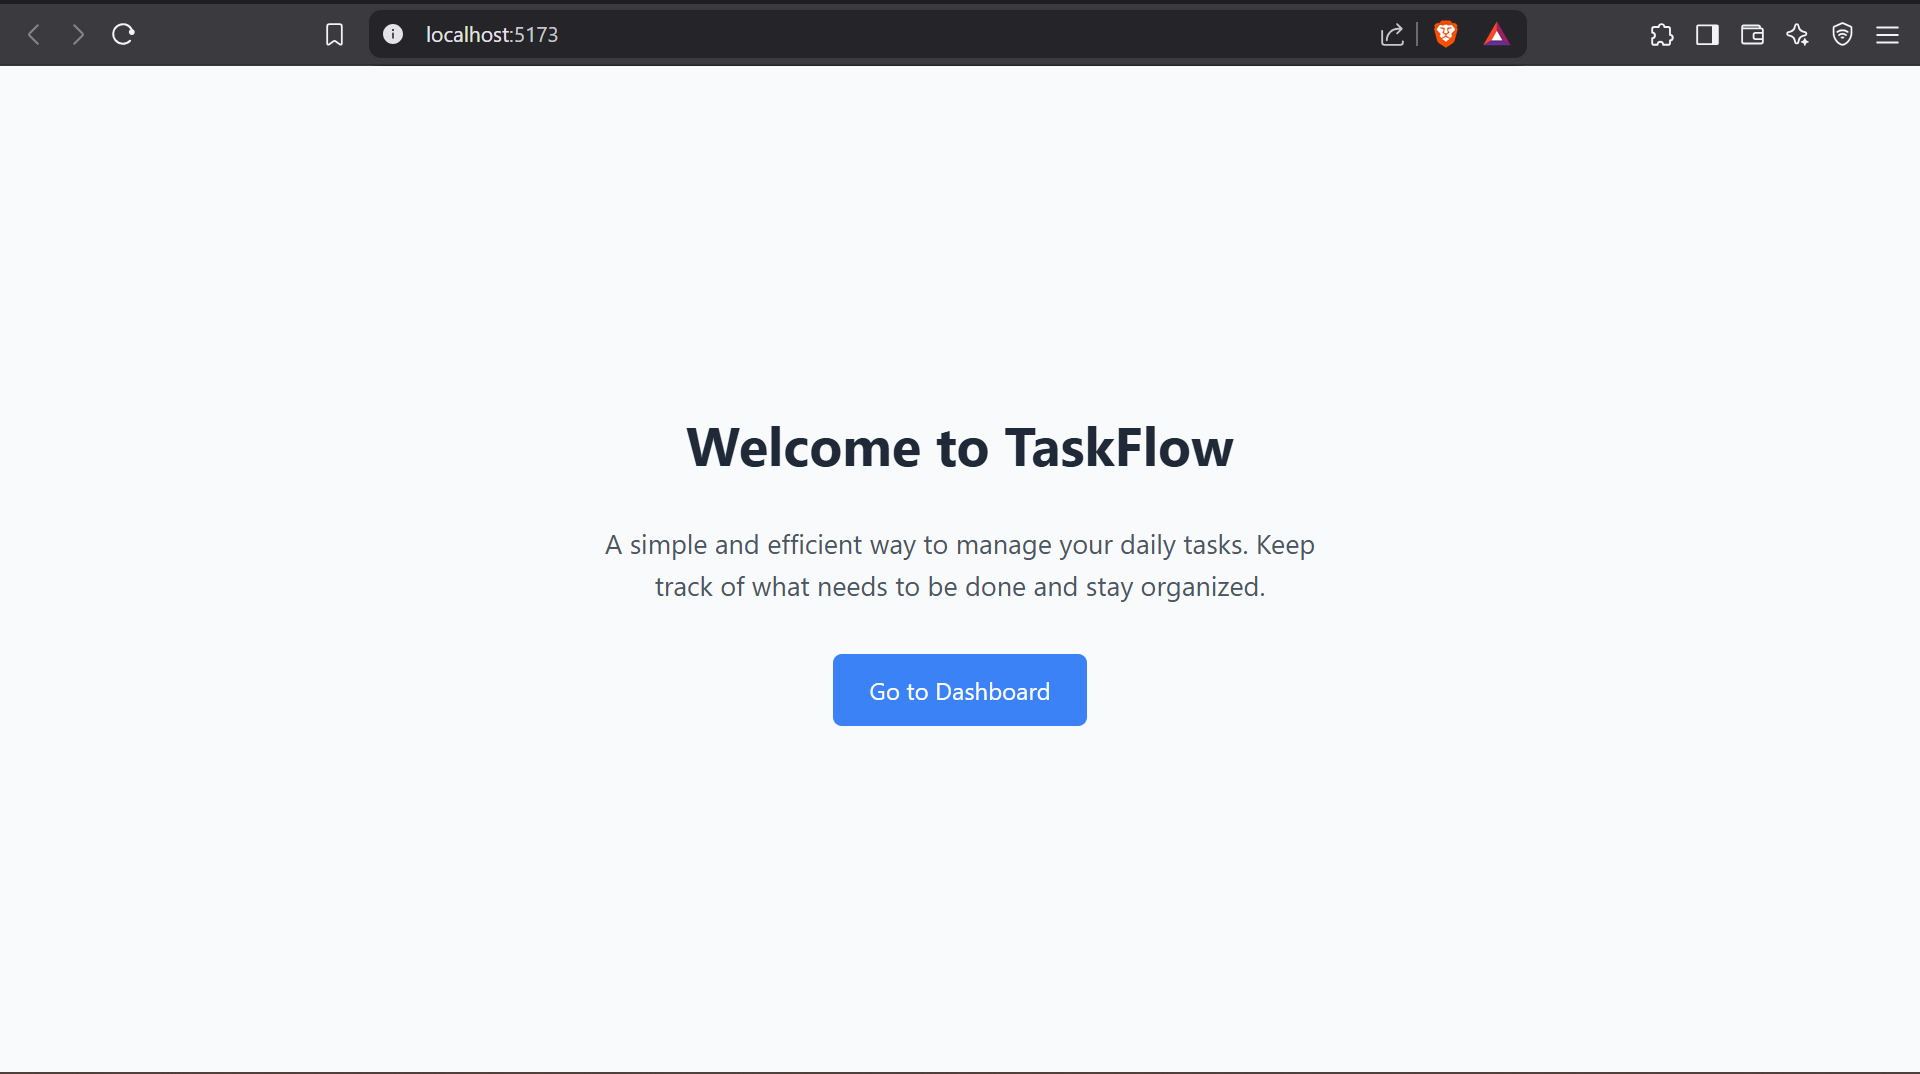 localhost:5173
Welcome to TaskFlow
A simple and efficient way to manage your daily tasks. Keep
track of what needs to be done and stay organized.
Go to Dashboard